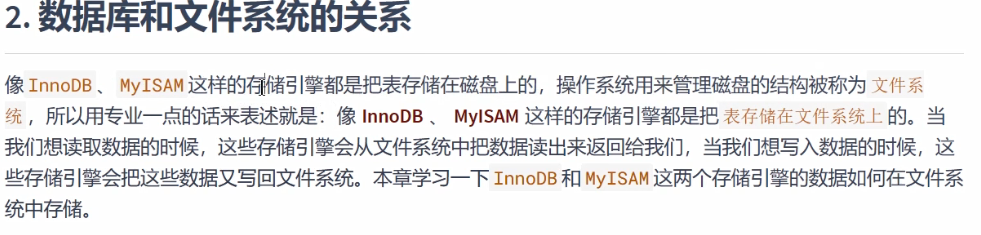 2. 数据库和文件系统的关系
像 InnoDB 、 MyISAM 这样的存储引擎都是把表存储在磁盘上的，操作系统用来管理磁盘的结构被称为 文件系
统 ，所以用专业一点的话来表述就是：像 InnoDB 、 MyISAM 这样的存储引擎都是把 表存储在文件系统上 的。当
我们想读取数据的时候，这些存储引擎会从文件系统中把数据读出来返回给我们，当我们想写入数据的时候，这
些存储引擎会把这些数据又写回文件系统。本章学习一下 InnoDB 和 MyISAM 这两个存储引擎的数据如何在文件系
统中存储。